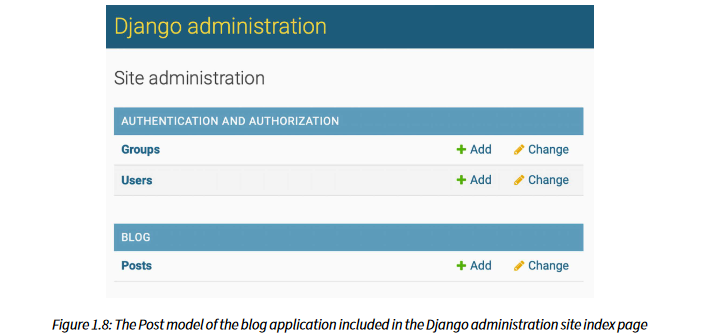 Django administration
Site administration
AUTHENTICATION AND AUTHORIZATION
Groups Add Change
Users Add Change
BLOG
Posts Add Change
Figure 1.8: The Post model of the blog application included in the Django administration site index page